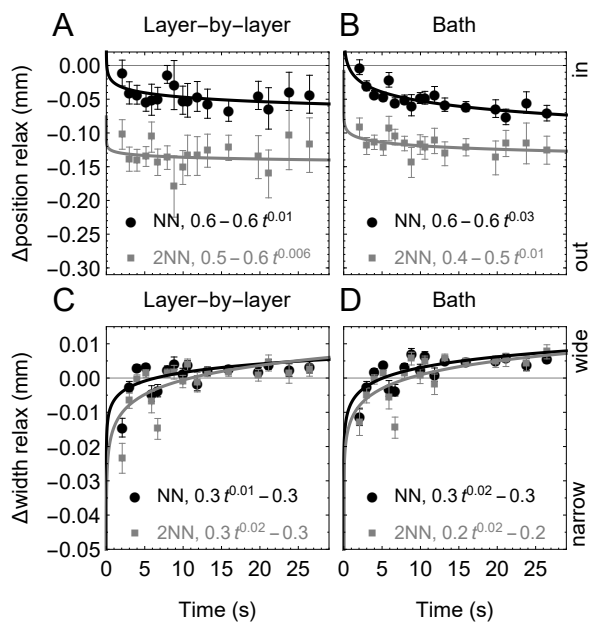 A Layer−by−layer B Bath
Δposition relax (mm)
0.00
−0.05
−0.10
−0.15
−0.20
−0.25
−0.30
NN, 0.6 − 0.6 t^0.01
2NN, 0.5 − 0.6 t^0.006
NN, 0.6 − 0.6 t^0.03
2NN, 0.4 − 0.5 t^0.01
in
out
C Layer−by−layer D Bath
Δwidth relax (mm)
0.01
0.00
−0.01
−0.02
−0.03
−0.04
−0.05
NN, 0.3 t^0.01 − 0.3
2NN, 0.3 t^0.02 − 0.3
NN, 0.3 t^0.02 − 0.3
2NN, 0.2 t^0.02 − 0.2
wide
narrow
0 5 10 15 20 25 0 5 10 15 20 25
Time (s) Time (s)